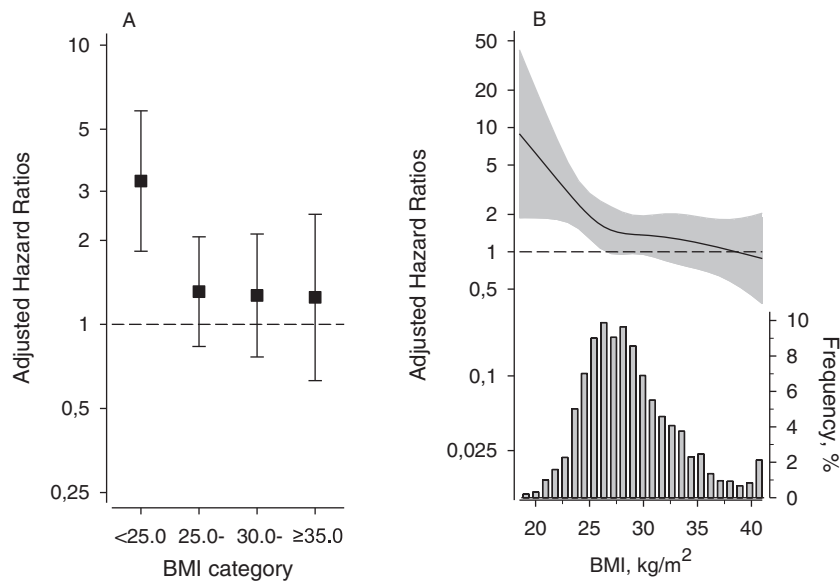 A
Adjusted Hazard Ratios
10
5
3
2
1
0,5
0,25
<25.0 25.0- 30.0- ≥35.0
BMI category
B
Adjusted Hazard Ratios
50
20
10
5
2
1
0,5
0,1
0,025
10
8
6
4
2
0
Frequency, %
20 25 30 35 40
BMI, kg/m²